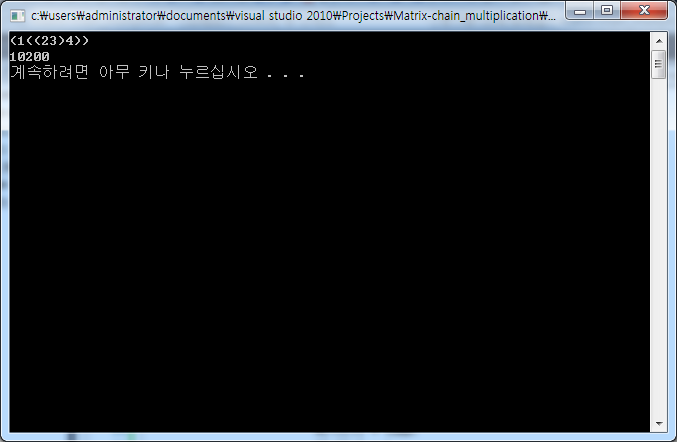 c:₩users₩administrator₩documents₩visual studio 2010₩Projects₩Matrix-chain_multiplication₩...
(1((23)4))
10200
계속하려면 아무 키나 누르십시오 . . .